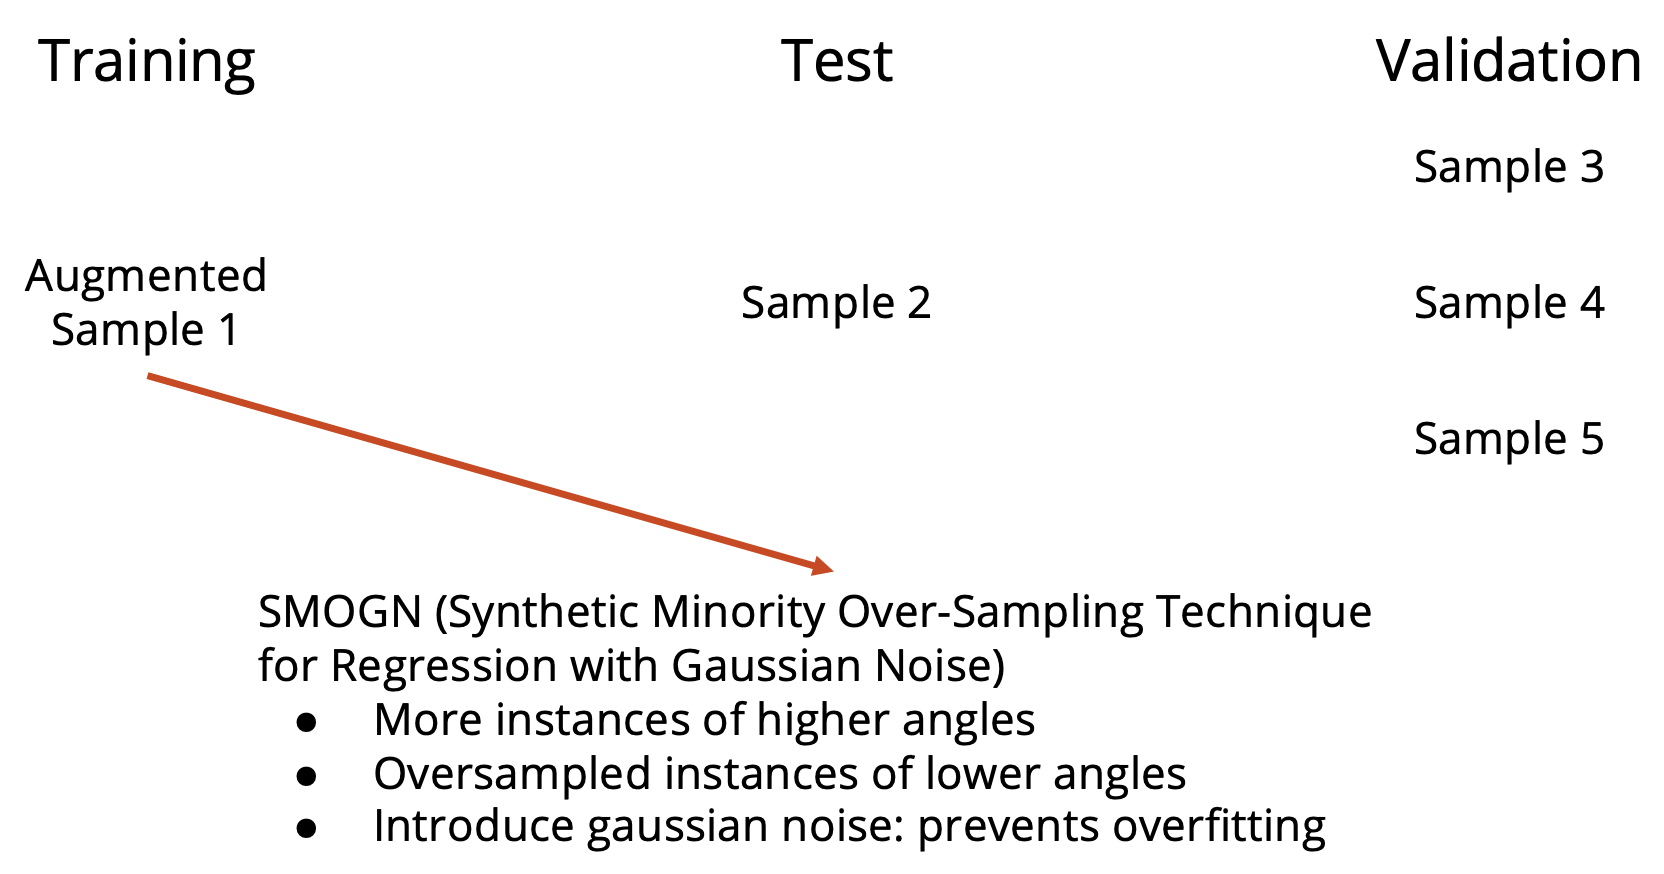 Training
Test
Validation
Sample 3
Augmented
Sample 1
Sample 2
Sample 4
Sample 5
SMOGN (Synthetic Minority Over-Sampling Technique
for Regression with Gaussian Noise)
● More instances of higher angles
● Oversampled instances of lower angles
● Introduce gaussian noise: prevents overfitting